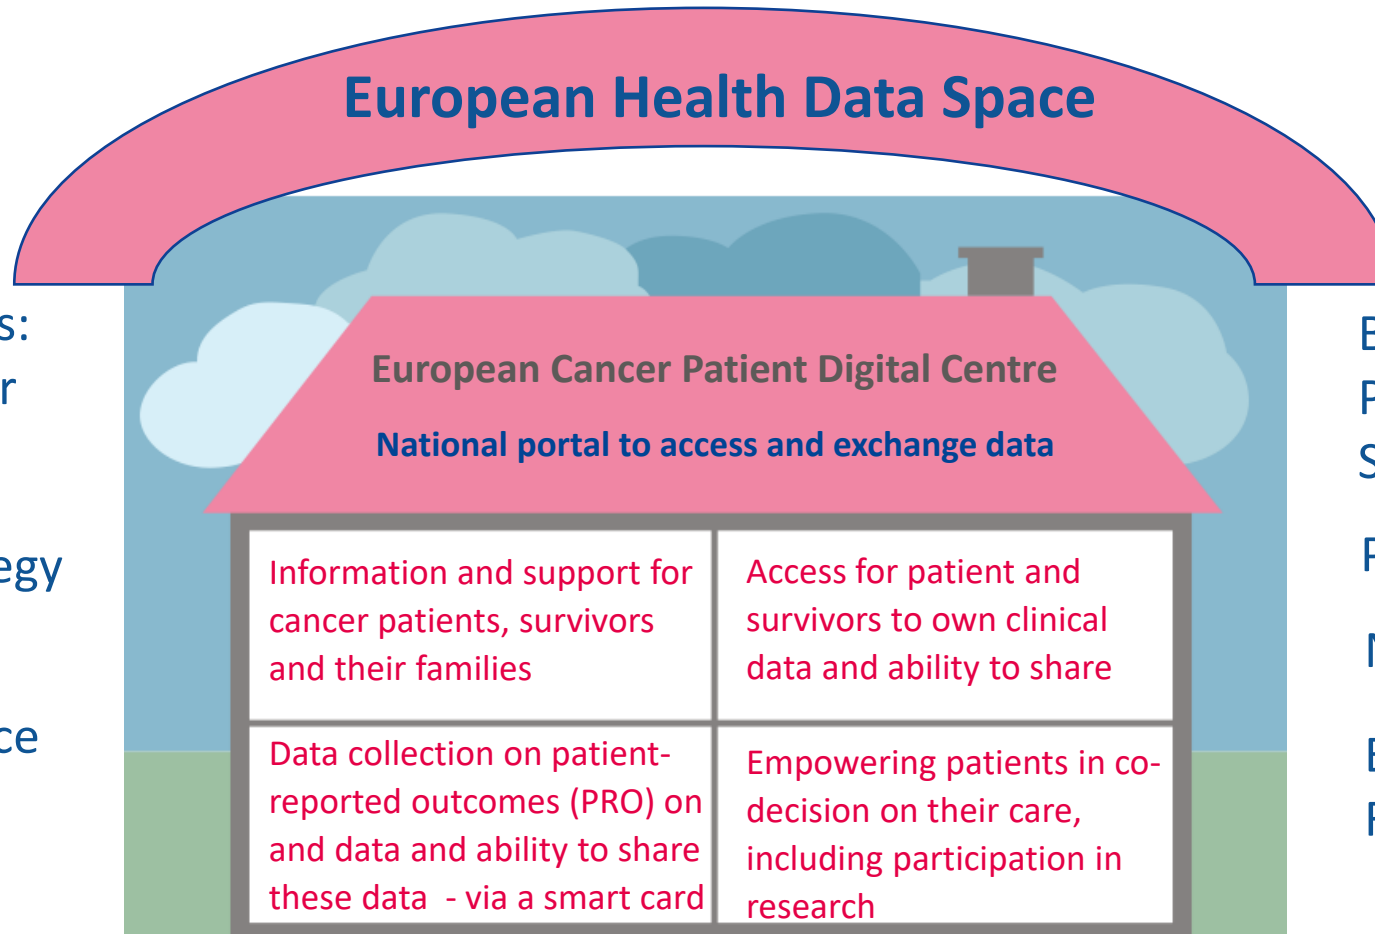 European Health Data Space
European Cancer Patient Digital Centre
National portal to access and exchange data
Information and support for
cancer patients, survivors
and their families
Access for patient and
survivors to own clinical
data and ability to share
Data collection on patient-
reported outcomes (PRO) on
and data and ability to share
these data - via a smart card
Empowering patients in co-
decision on their care,
including participation in
research